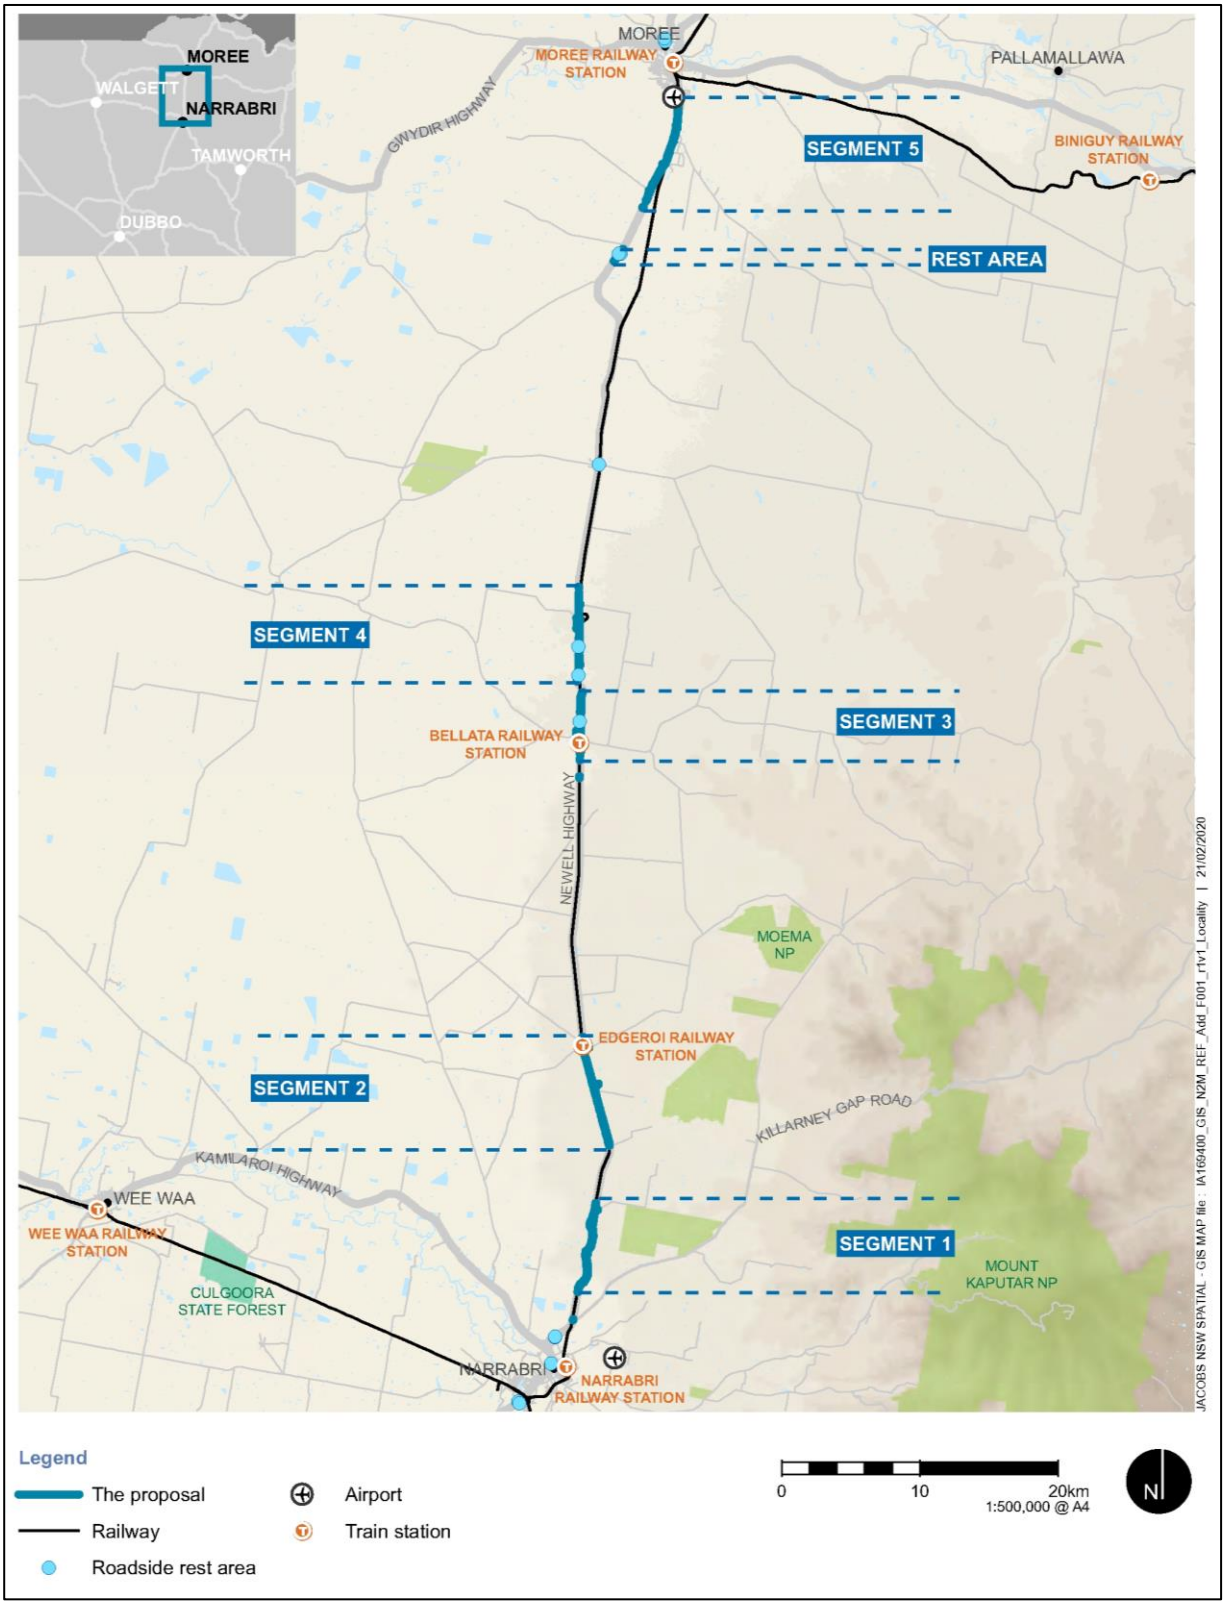 MOREE
WALGETT
NARRABRI
TAMWORTH
DUBBO
MOREE
MOREE RAILWAY
STATION
PALLAMALLAWA
GWYDIR HIGHWAY
BINIGUY RAILWAY
STATION
SEGMENT 5
REST AREA
SEGMENT 4
SEGMENT 3
BELLATA RAILWAY
STATION
NEWELL HIGHWAY
MOEMA
NP
EDGEROI RAILWAY
STATION
SEGMENT 2
KILLARNEY GAP ROAD
KAMILAROI HIGHWAY
WEE WAA
WEE WAA RAILWAY
STATION
SEGMENT 1
MOUNT
KAPUTAR NP
CULGOORA
STATE FOREST
NARRABRI
NARRABRI
RAILWAY STATION
JACOBS NSW SPATIAL - GIS MAP file : IA169400_GIS_N2M_REF_Add_F001_r1v1_Locality | 21/02/2020
Legend
The proposal
Railway
Roadside rest area
Airport
Train station
0 10 20km
1:500,000 @ A4
N